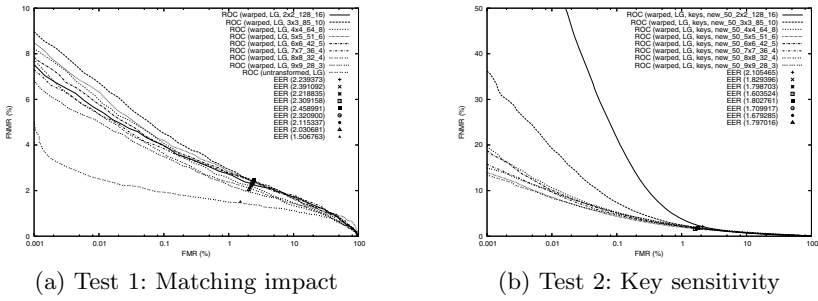 10
8
6
4
2
0
FNMR (%)
0.001
0.01
0.1
1
10
100
FMR (%)
ROC (warped, LG, 2x2_128_16)
ROC (warped, LG, 3x3_85_10)
ROC (warped, LG, 4x4_64_8)
ROC (warped, LG, 5x5_51_6)
ROC (warped, LG, 6x6_42_5)
ROC (warped, LG, 7x7_36_4)
ROC (warped, LG, 8x8_32_4)
ROC (warped, LG, 9x9_28_3)
ROC (untransformed, LG)
EER (2.239373)
EER (2.391092)
EER (2.218835)
EER (2.309158)
EER (2.458991)
EER (2.320900)
EER (2.115337)
EER (2.030681)
EER (1.506763)
(a) Test 1: Matching impact
50
40
30
20
10
0
FNMR (%)
0.001
0.01
0.1
1
10
100
FMR (%)
ROC (warped, LG, keys, new_50_2x2_128_16)
ROC (warped, LG, keys, new_50_3x3_85_10)
ROC (warped, LG, keys, new_50_4x4_64_8)
ROC (warped, LG, keys, new_50_5x5_51_6)
ROC (warped, LG, keys, new_50_6x6_42_5)
ROC (warped, LG, keys, new_50_7x7_36_4)
ROC (warped, LG, keys, new_50_8x8_32_4)
ROC (warped, LG, keys, new_50_9x9_28_3)
EER (2.105465)
EER (1.829396)
EER (1.798703)
EER (1.603524)
EER (1.802761)
EER (1.709917)
EER (1.679285)
EER (1.797016)
(b) Test 2: Key sensitivity